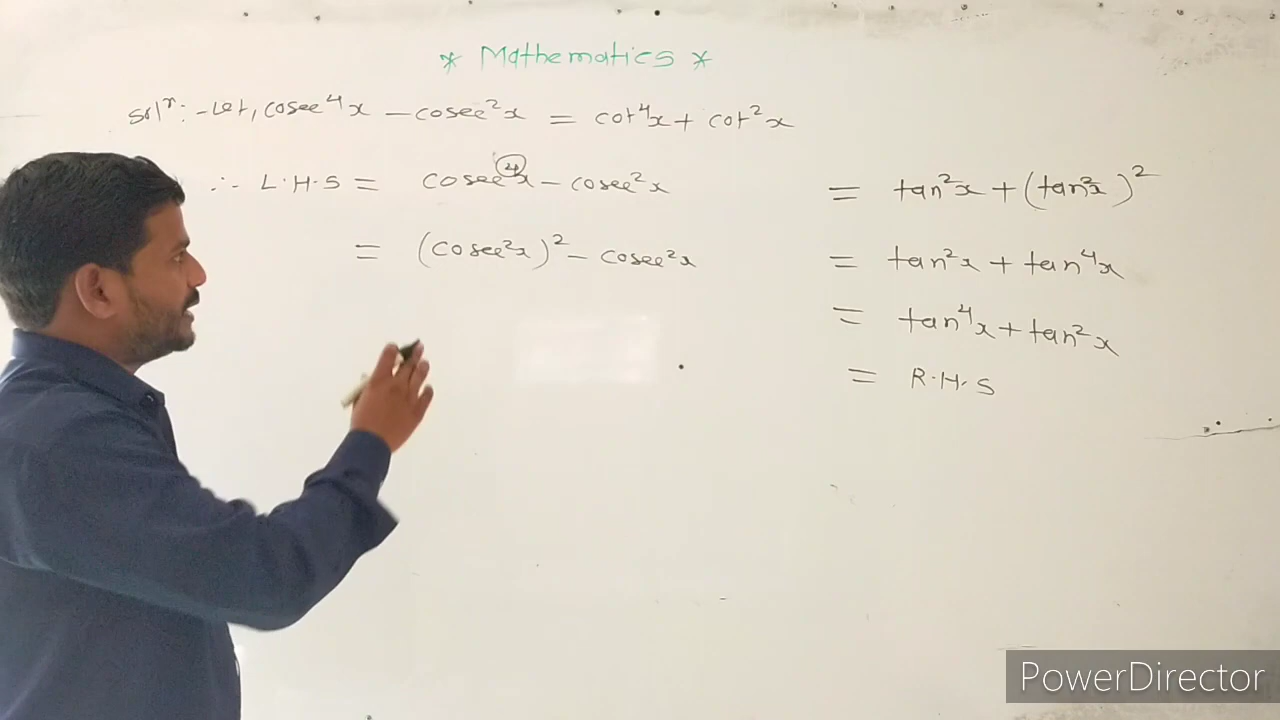 * Mathematics *
Solⁿ:- Let, cosec⁴x - cosec²x = cot⁴x + cot²x
∴ L.H.S = cosec⁴x - cosec²x
= (cosec²x)² - cosec²x
= tan²x + (tan²x)²
= tan²x + tan⁴x
= tan⁴x + tan²x
= R.H.S
PowerDirector